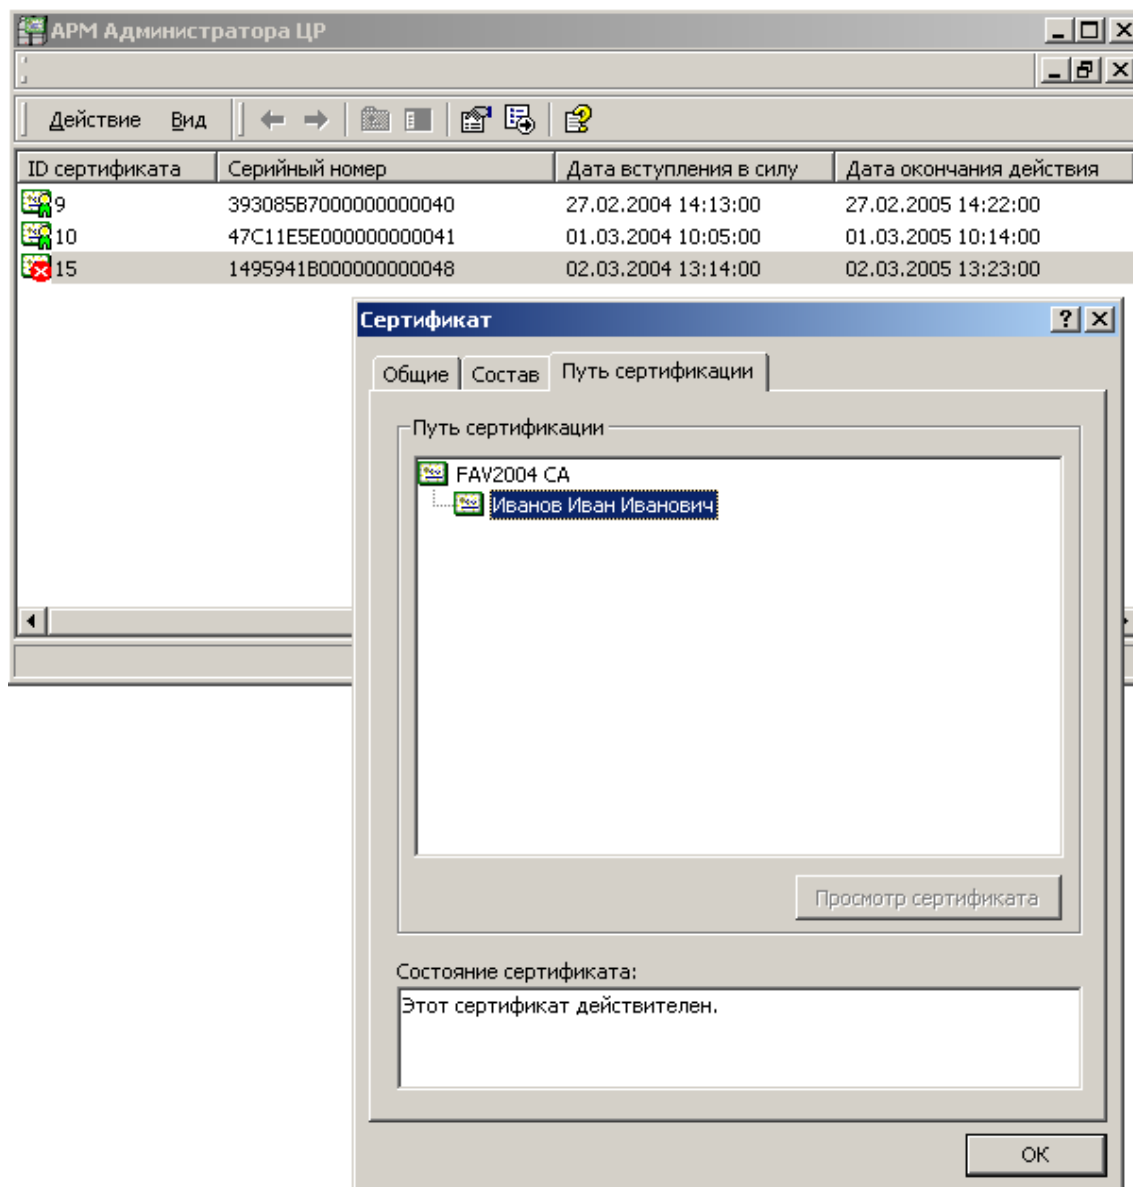 АРМ Администратора ЦР
Действие Вид
ID сертификата Серийный номер Дата вступления в силу Дата окончания действия
9 393085B7000000000040 27.02.2004 14:13:00 27.02.2005 14:22:00
10 47C11E5E000000000041 01.03.2004 10:05:00 01.03.2005 10:14:00
15 1495941B000000000048 02.03.2004 13:14:00 02.03.2005 13:23:00
Сертификат
Общие Состав Путь сертификации
Путь сертификации
FAV2004 CA
Иванов Иван Иванович
Просмотр сертификата
Состояние сертификата:
Этот сертификат действителен.
ОК